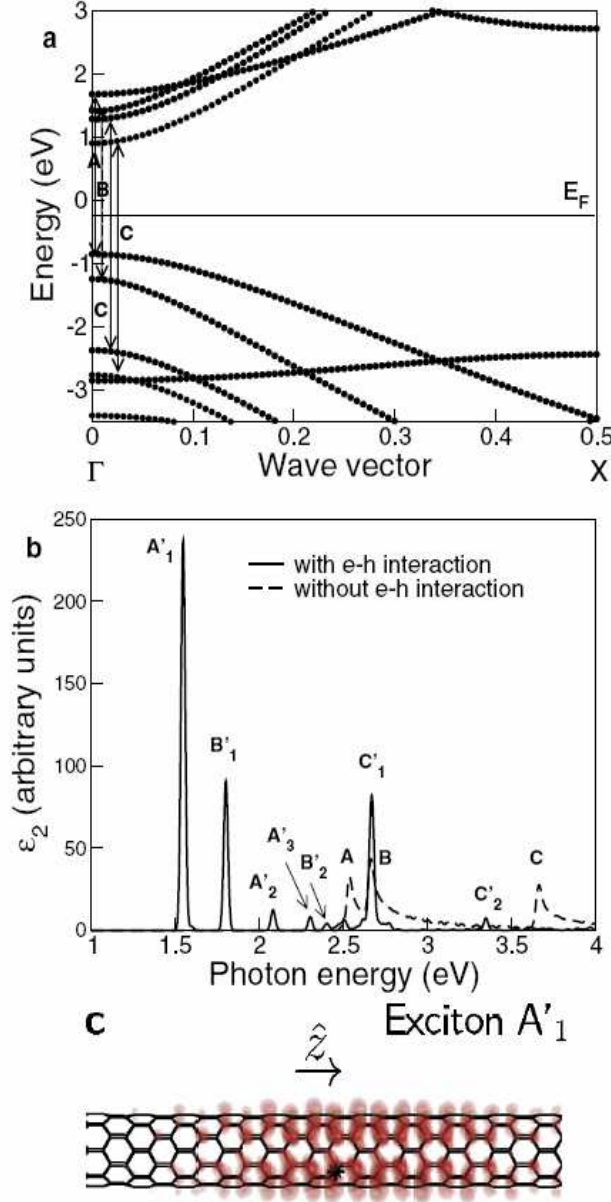 a
3
2
1
0
-1
-2
-3
Energy (eV)
E_F
A
B
C
C
0 0.1 0.2 0.3 0.4 0.5
Γ Wave vector X
b
250
200
150
100
50
0
ε₂ (arbitrary units)
with e-h interaction
without e-h interaction
A'₁
B'₁
C'₁
A'₃
B'₂
A
B
C
A'₂
C'₂
1 1.5 2 2.5 3 3.5 4
Photon energy (eV)
c Exciton A'₁
ẑ